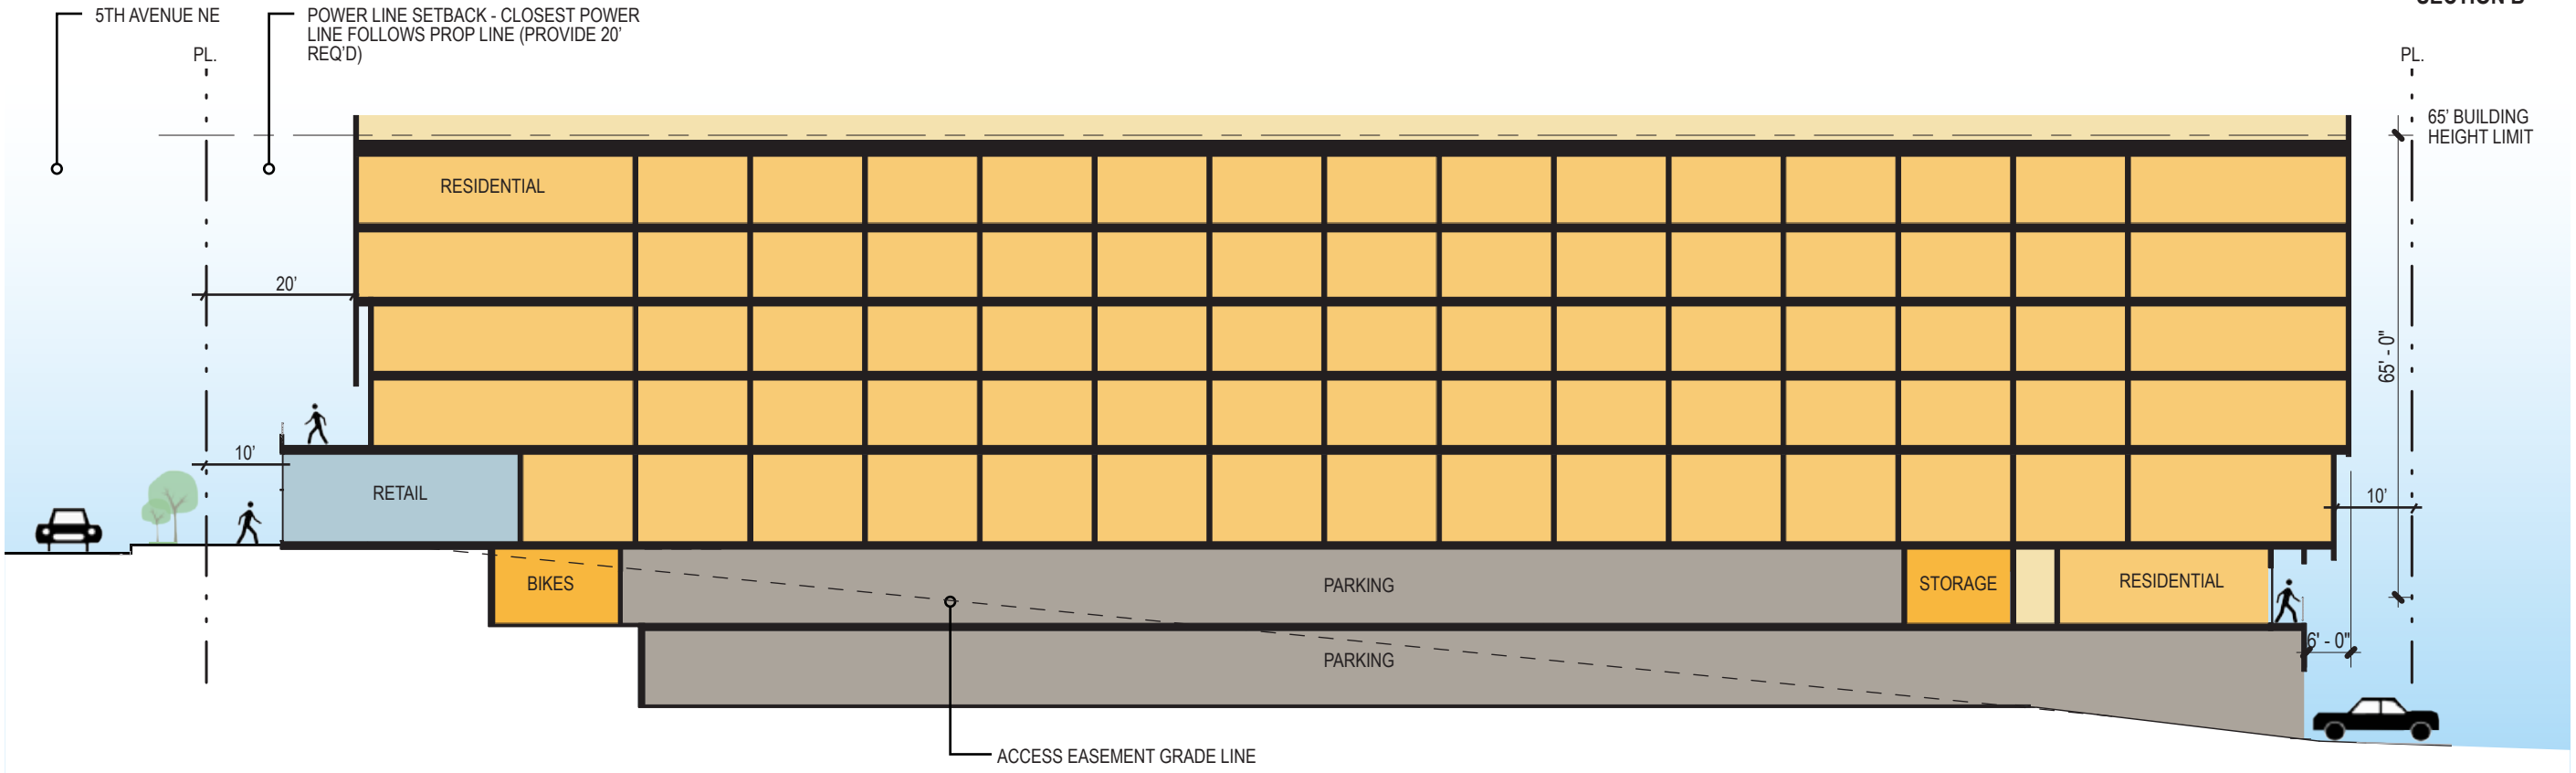 SECTION B
5TH AVENUE NE
POWER LINE SETBACK - CLOSEST POWER
LINE FOLLOWS PROP LINE (PROVIDE 20'
REQ'D)
PL.
PL.
65' BUILDING
HEIGHT LIMIT
RESIDENTIAL
20'
65' - 0"
10'
RETAIL
10'
BIKES
PARKING
STORAGE
RESIDENTIAL
6' - 0"
PARKING
ACCESS EASEMENT GRADE LINE